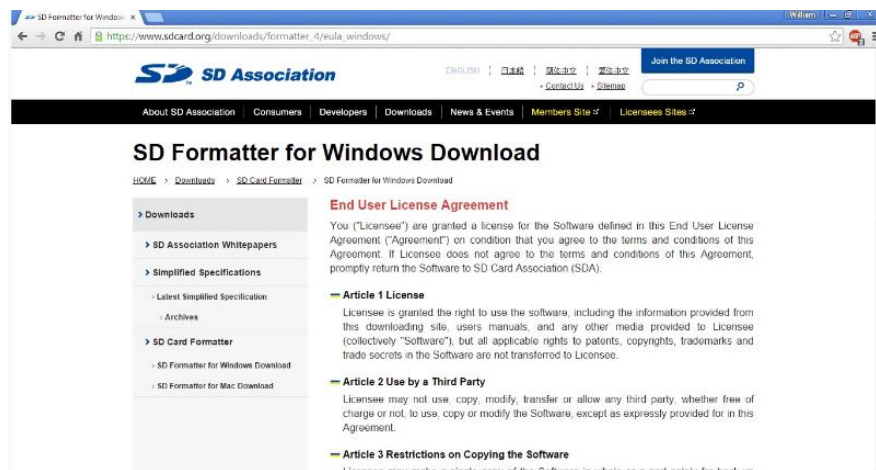 SD Formatter for Window
William
https://www.sdcard.org/downloads/formatter_4/eula_windows/
SD Association
ENGLISH | 日本語 | 简体中文 | 繁体中文
Join the SD Association
• Contact Us • Sitemap
About SD Association | Consumers | Developers | Downloads | News & Events | Members Site | Licensees Sites
SD Formatter for Windows Download
HOME > Downloads > SD Card Formatter > SD Formatter for Windows Download
Downloads
SD Association Whitepapers
Simplified Specifications
Latest Simplified Specification
Archives
SD Card Formatter
SD Formatter for Windows Download
SD Formatter for Mac Download
End User License Agreement
You ("Licensee") are granted a license for the Software defined in this End User License
Agreement ("Agreement") on condition that you agree to the terms and conditions of this
Agreement. If Licensee does not agree to the terms and conditions of this Agreement,
promptly return the Software to SD Card Association (SDA).
Article 1 License
Licensee is granted the right to use the software, including the information provided from
this downloading site, users manuals, and any other media provided to Licensee
(collectively "Software"), but all applicable rights to patents, copyrights, trademarks and
trade secrets in the Software are not transferred to Licensee.
Article 2 Use by a Third Party
Licensee may not use, copy, modify, transfer or allow any third party, whether free of
charge or not, to use, copy or modify the Software, except as expressly provided for in this
Agreement.
Article 3 Restrictions on Copying the Software